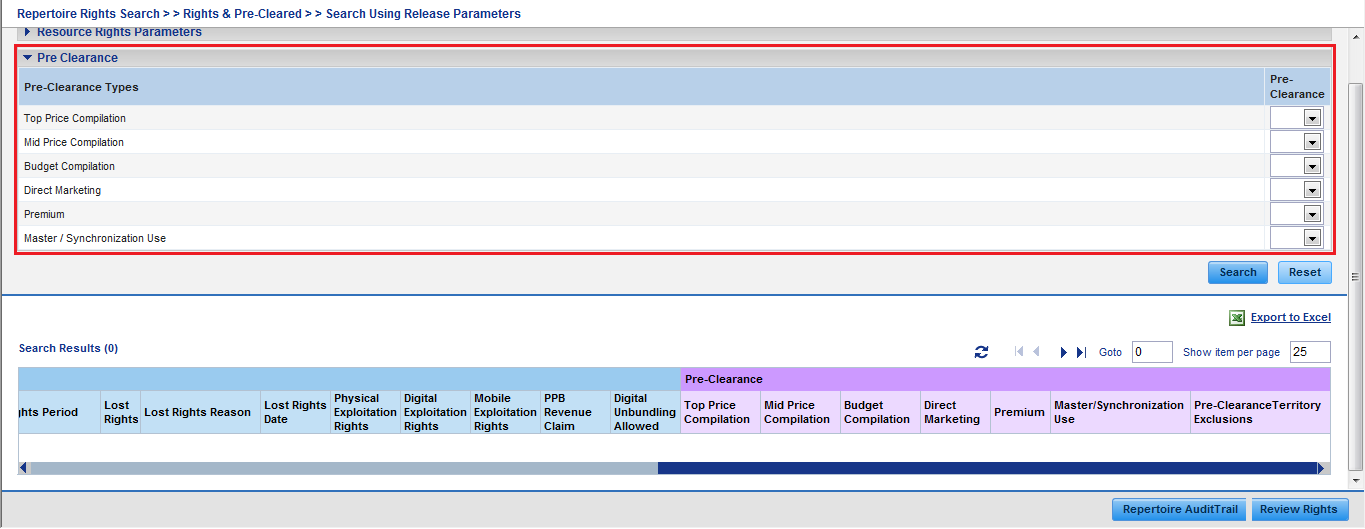 Repertoire Rights Search > > Rights & Pre-Cleared > > Search Using Release Parameters
Resource Rights Parameters
Pre Clearance
Pre-Clearance Types
Pre-
Clearance
Top Price Compilation
Mid Price Compilation
Budget Compilation
Direct Marketing
Premium
Master / Synchronization Use
Search Reset
Export to Excel
Search Results (0)
Goto 0 Show item per page 25
Pre-Clearance
ghts Period
Lost
Rights
Lost Rights Reason
Lost Rights
Date
Physical
Exploitation
Rights
Digital
Exploitation
Rights
Mobile
Exploitation
Rights
PPB
Revenue
Claim
Digital
Unbundling
Allowed
Top Price
Compilation
Mid Price
Compilation
Budget
Compilation
Direct
Marketing
Premium
Master/Synchronization
Use
Pre-ClearanceTerritory
Exclusions
Repertoire AuditTrail Review Rights